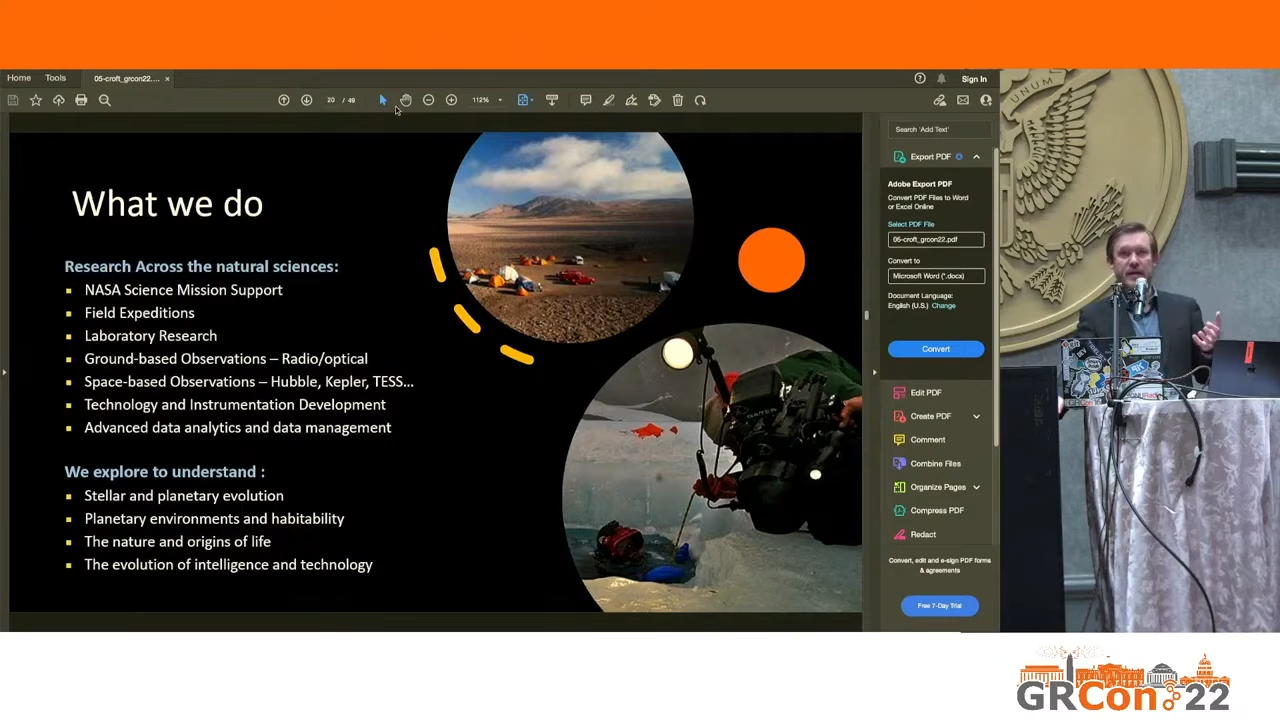 Home
Tools
05-croft_grcon22....
Sign In
20 / 49
112%
What we do
Research Across the natural sciences:
NASA Science Mission Support
Field Expeditions
Laboratory Research
Ground-based Observations – Radio/optical
Space-based Observations – Hubble, Kepler, TESS...
Technology and Instrumentation Development
Advanced data analytics and data management
We explore to understand :
Stellar and planetary evolution
Planetary environments and habitability
The nature and origins of life
The evolution of intelligence and technology
Search 'Add Text'
Export PDF
Adobe Export PDF
Convert PDF Files to Word
or Excel Online
Select PDF File
05-croft_grcon22.pdf
Convert to
Microsoft Word (*.docx)
Document Language:
English (U.S.) Change
Convert
Edit PDF
Create PDF
Comment
Combine Files
Organize Pages
Compress PDF
Redact
Convert, edit and e-sign PDF forms
& agreements
Free 7-Day Trial
UNUM
GRCon 22